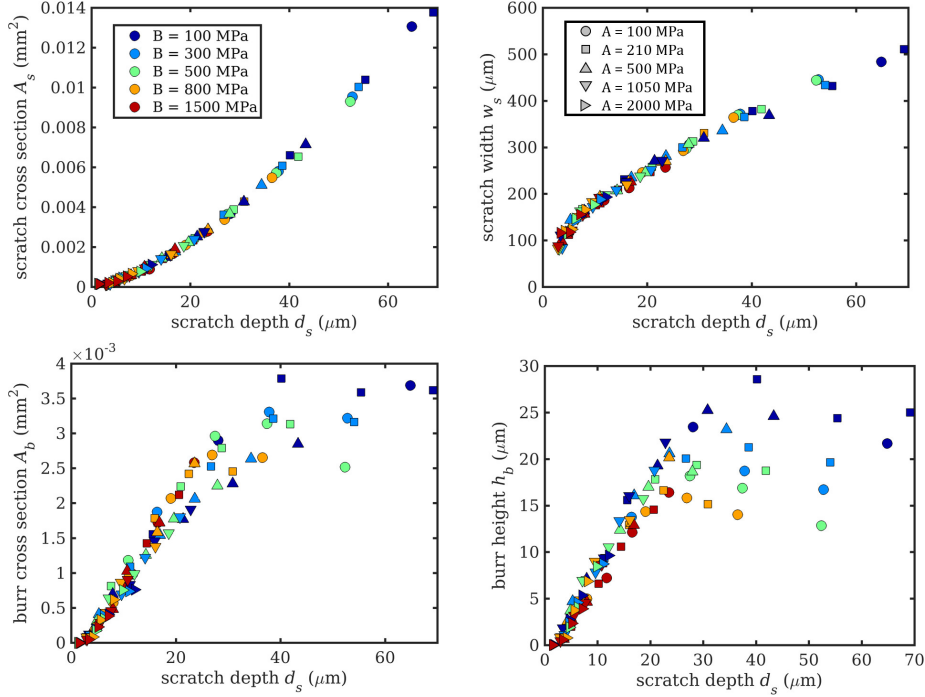 scratch cross section A_s (mm²)
0.014
0.012
0.01
0.008
0.006
0.004
0.002
0
0 20 40 60
scratch depth d_s (μm)
B = 100 MPa
B = 300 MPa
B = 500 MPa
B = 800 MPa
B = 1500 MPa
scratch width w_s (μm)
600
500
400
300
200
100
0
0 20 40 60
scratch depth d_s (μm)
A = 100 MPa
A = 210 MPa
A = 500 MPa
A = 1050 MPa
A = 2000 MPa
burr cross section A_b (mm²)
×10⁻³
4
3.5
3
2.5
2
1.5
1
0.5
0
0 20 40 60
scratch depth d_s (μm)
burr height h_b (μm)
30
25
20
15
10
5
0
0 10 20 30 40 50 60 70
scratch depth d_s (μm)